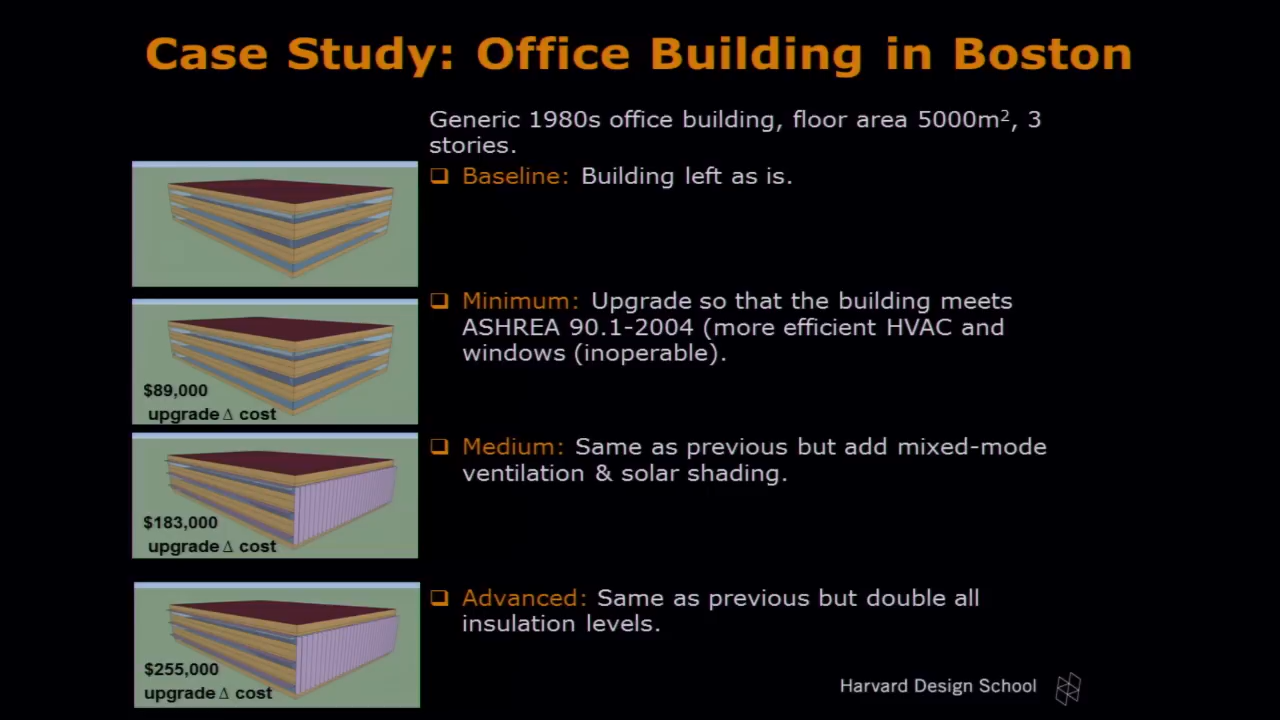 Case Study: Office Building in Boston
Generic 1980s office building, floor area 5000m², 3
stories.
❑ Baseline: Building left as is.
❑ Minimum: Upgrade so that the building meets
ASHREA 90.1-2004 (more efficient HVAC and
windows (inoperable).
$89,000
upgrade Δ cost
❑ Medium: Same as previous but add mixed-mode
ventilation & solar shading.
$183,000
upgrade Δ cost
❑ Advanced: Same as previous but double all
insulation levels.
$255,000
upgrade Δ cost
Harvard Design School